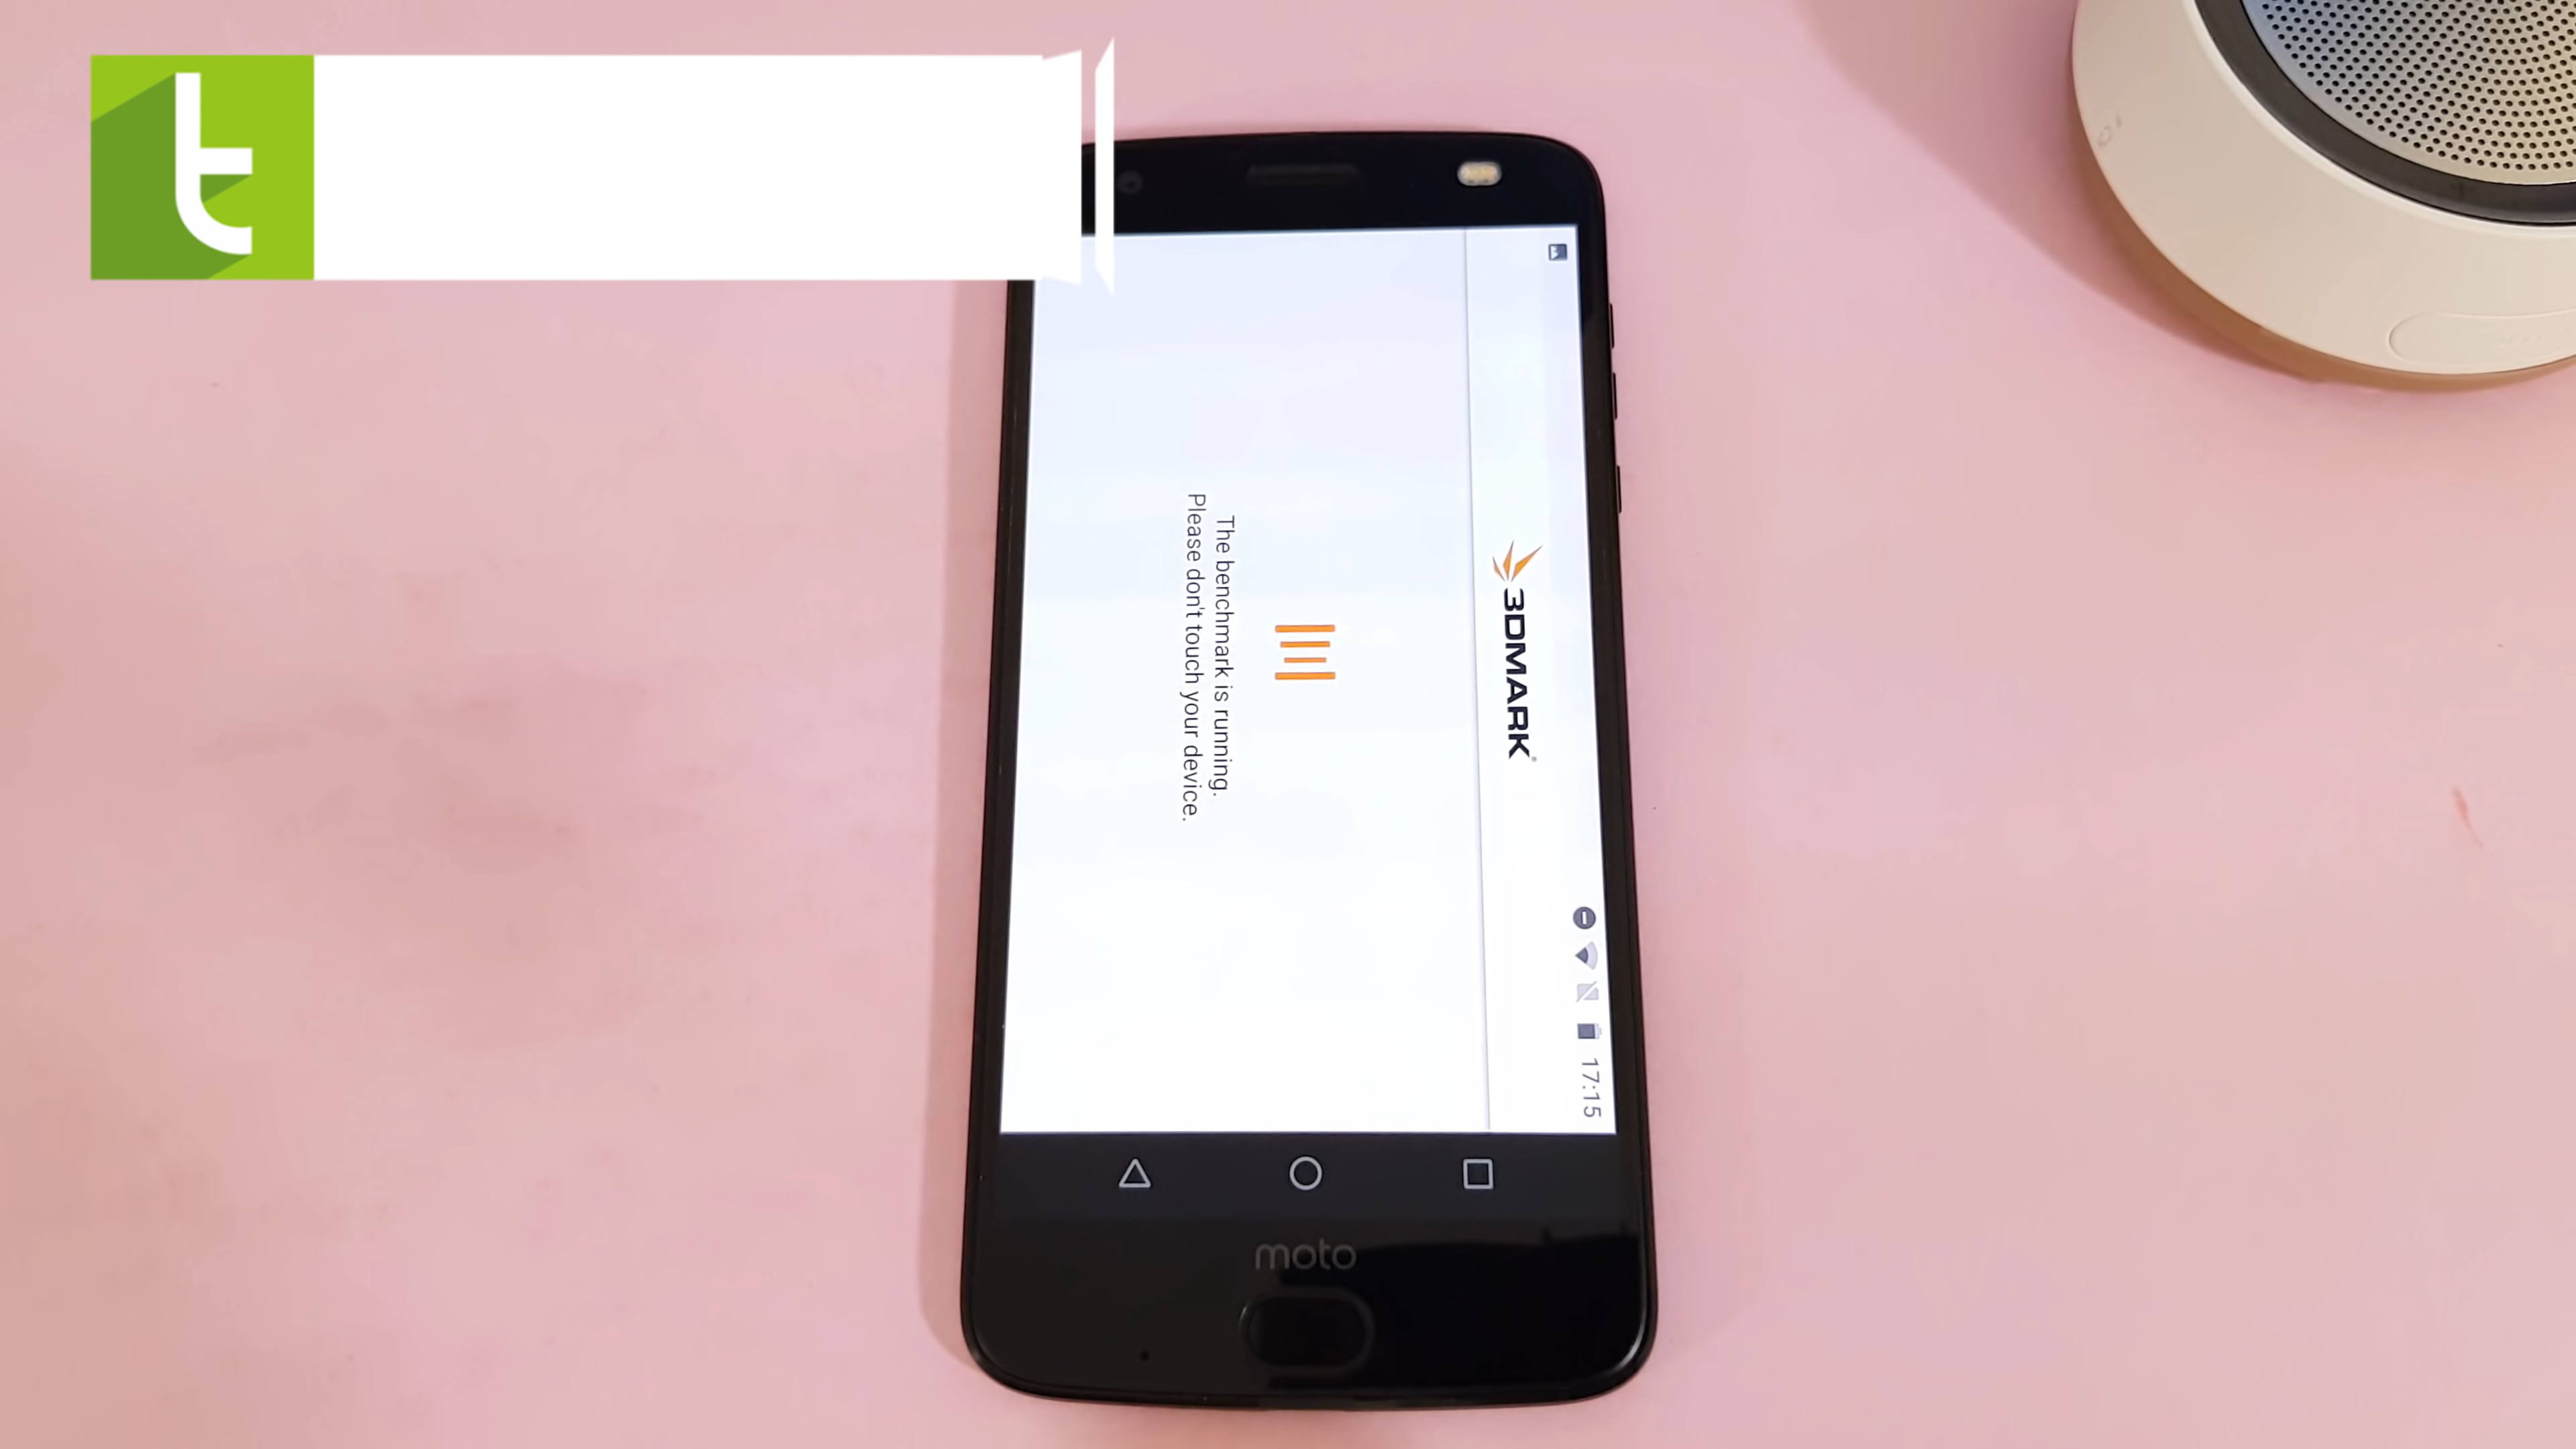 t
3DMARK®
17:15
The benchmark is running.
Please don't touch your device.
moto